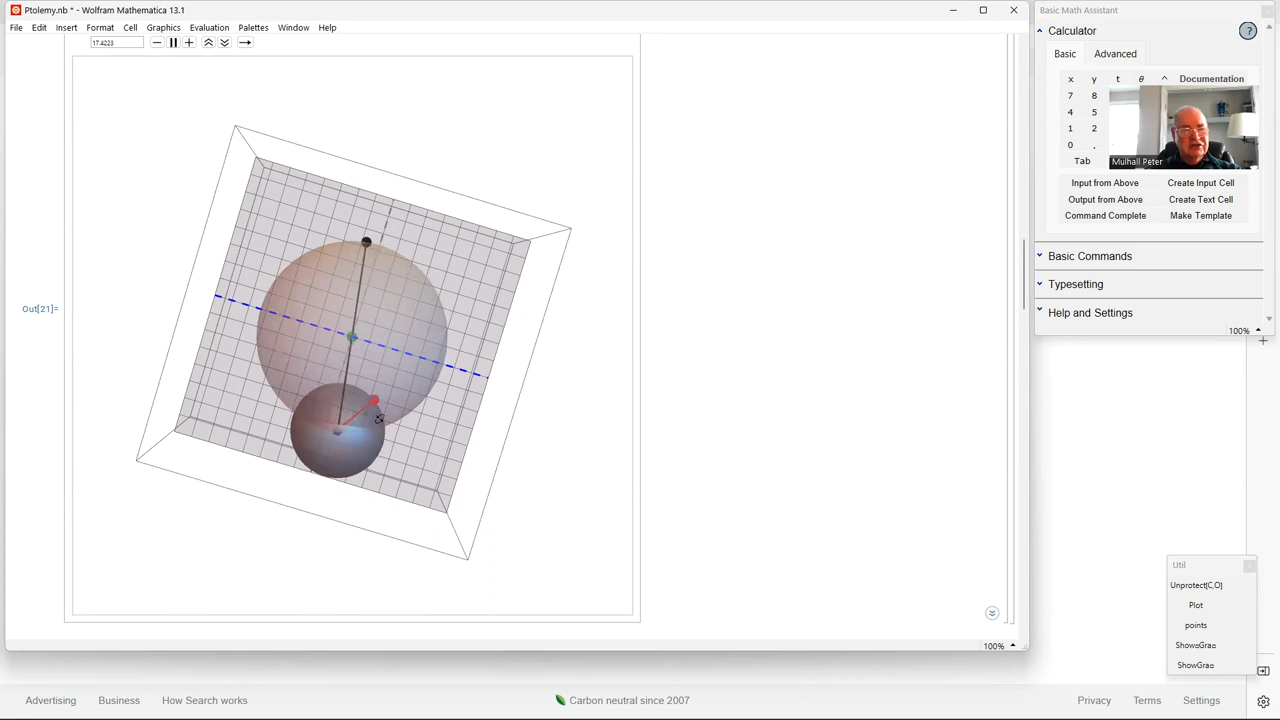 Ptolemy.nb * - Wolfram Mathematica 13.1
File Edit Insert Format Cell Graphics Evaluation Palettes Window Help
17.4223
Out[21]=
100%
Basic Math Assistant
Calculator
?
Basic Advanced
x y t θ ^ Documentation
7 8
4 5
1 2
0 .
Tab
Mulhall Peter
Input from Above Create Input Cell
Output from Above Create Text Cell
Command Complete Make Template
Basic Commands
Typesetting
Help and Settings
100%
Util
Unprotect[C,O]
Plot
points
Show▫Gra▫
ShowGra▫
Advertising Business How Search works Carbon neutral since 2007 Privacy Terms Settings